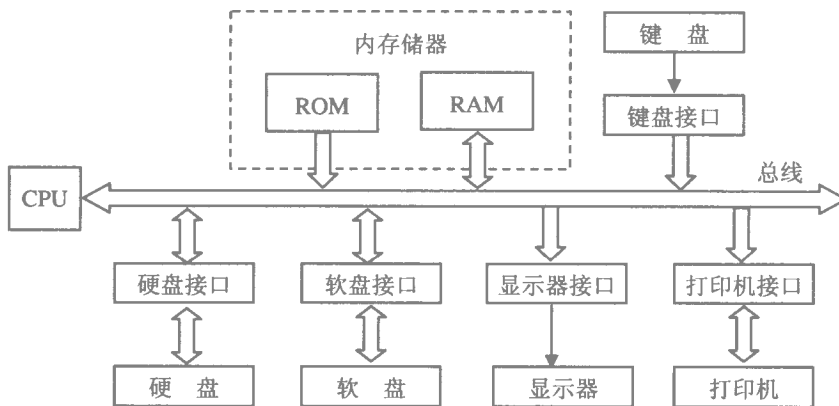 内存储器
键 盘
ROM
RAM
键盘接口
总线
CPU
硬盘接口
软盘接口
显示器接口
打印机接口
硬 盘
软 盘
显示器
打印机